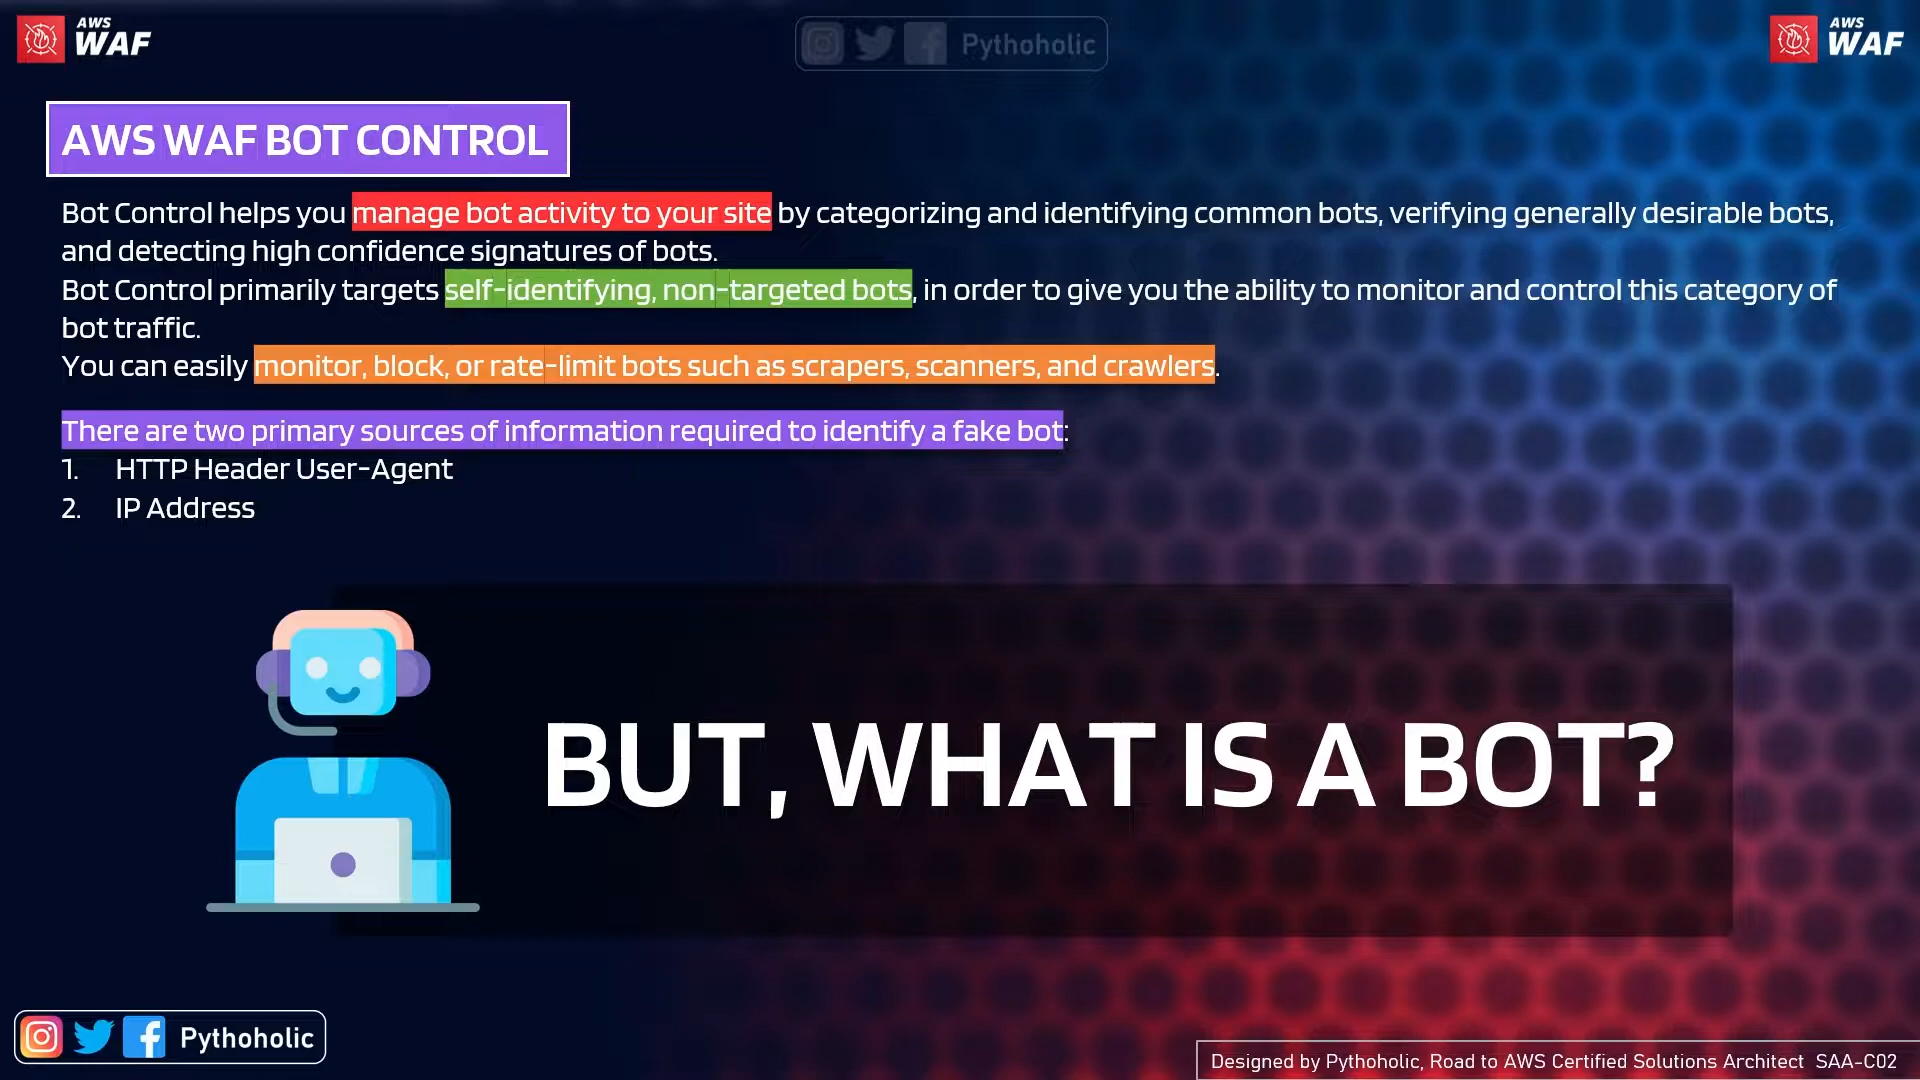 AWS
WAF
Pythoholic
AWS
WAF
AWS WAF BOT CONTROL
Bot Control helps you manage bot activity to your site by categorizing and identifying common bots, verifying generally desirable bots,
and detecting high confidence signatures of bots.
Bot Control primarily targets self-identifying, non-targeted bots, in order to give you the ability to monitor and control this category of
bot traffic.
You can easily monitor, block, or rate-limit bots such as scrapers, scanners, and crawlers.
There are two primary sources of information required to identify a fake bot:
1. HTTP Header User-Agent
2. IP Address
BUT, WHAT IS A BOT?
Pythoholic
Designed by Pythoholic, Road to AWS Certified Solutions Architect SAA-C02